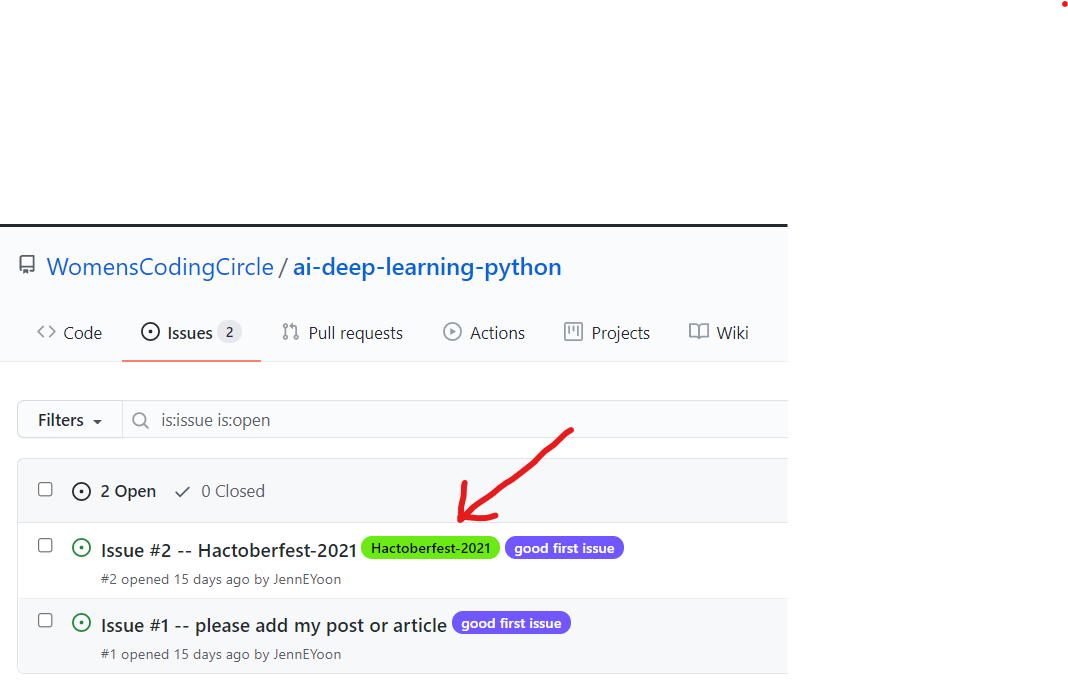 WomensCodingCircle / ai-deep-learning-python
Code Issues 2 Pull requests Actions Projects Wiki
Filters is:issue is:open
2 Open 0 Closed
Issue #2 -- Hactoberfest-2021 Hactoberfest-2021 good first issue
#2 opened 15 days ago by JennEYoon
Issue #1 -- please add my post or article good first issue
#1 opened 15 days ago by JennEYoon